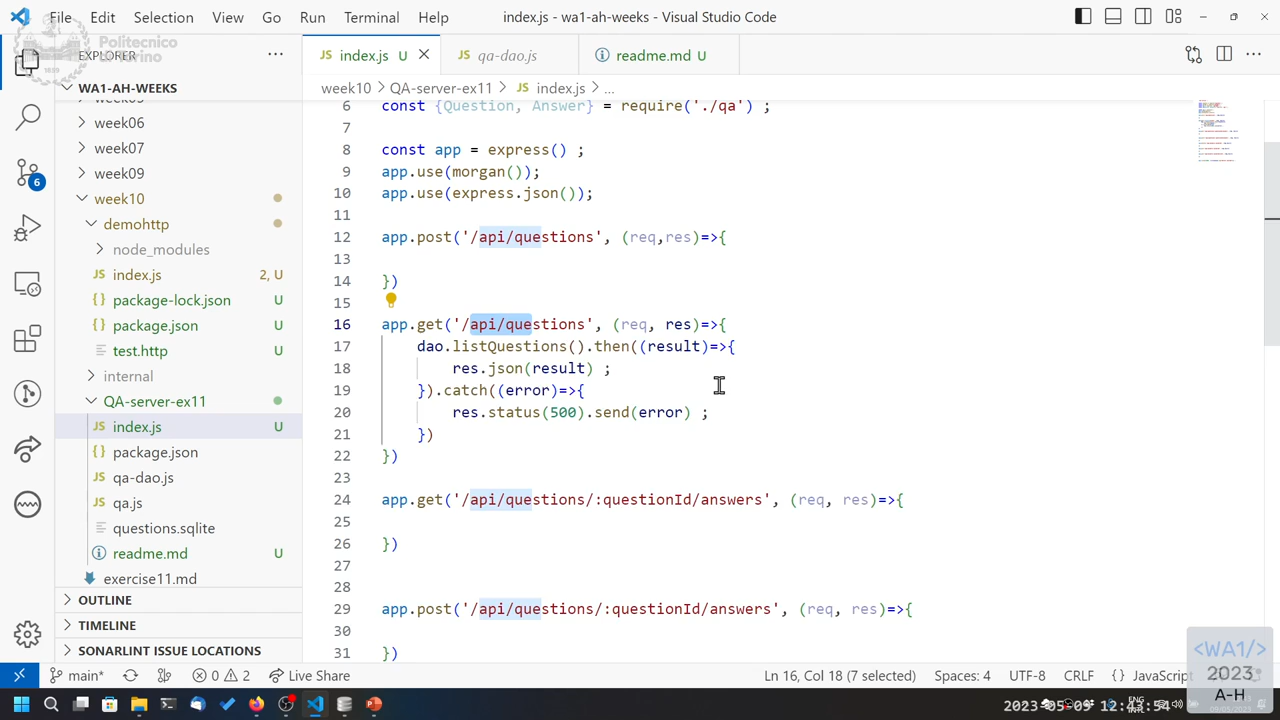 File Edit Selection View Go Run Terminal Help index.js - wa1-ah-weeks - Visual Studio Code
Politecnico
di Torino
1859
EXPLORER
index.js U
qa-dao.js
readme.md U
WA1-AH-WEEKS
week10 > QA-server-ex11 > index.js > ...
week06
week07
week09
week10
demohttp
node_modules
index.js 2, U
package-lock.json U
package.json U
test.http U
internal
QA-server-ex11
index.js U
package.json
qa-dao.js
qa.js
questions.sqlite
readme.md U
exercise11.md
OUTLINE
TIMELINE
SONARLINT ISSUE LOCATIONS
6
6 const {Question, Answer} = require('./qa') ;
7
8 const app = express() ;
9 app.use(morgan());
10 app.use(express.json());
11
12 app.post('/api/questions', (req,res)=>{
13
14 })
15
16 app.get('/api/questions', (req, res)=>{
17 dao.listQuestions().then((result)=>{
18 res.json(result) ;
19 }).catch((error)=>{
20 res.status(500).send(error) ;
21 })
22 })
23
24 app.get('/api/questions/:questionId/answers', (req, res)=>{
25
26 })
27
28
29 app.post('/api/questions/:questionId/answers', (req, res)=>{
30
31 })
<WA1/>
2023
A-H
main* 0 2 Live Share Ln 16, Col 18 (7 selected) Spaces: 4 UTF-8 CRLF {} JavaScript
ENG